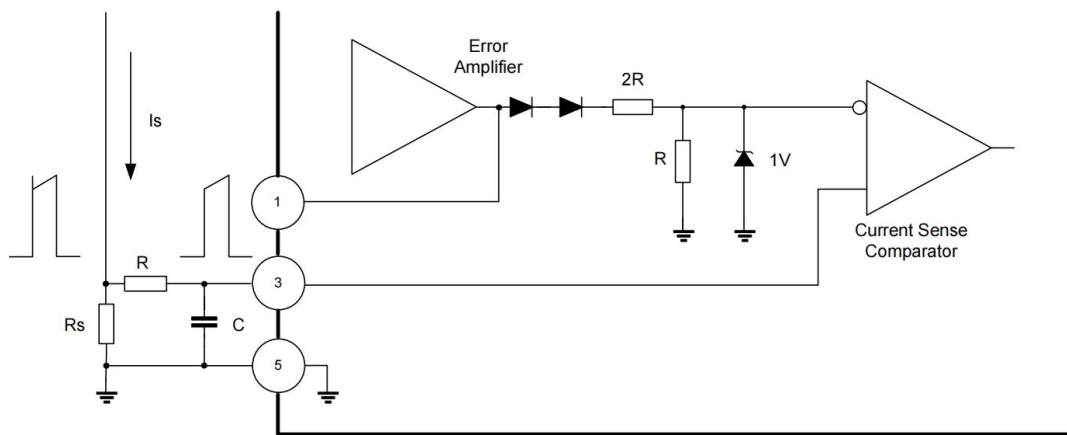 Error
Amplifier
2R
Is
R
1V
1
Current Sense
Comparator
R
3
Rs
C
5